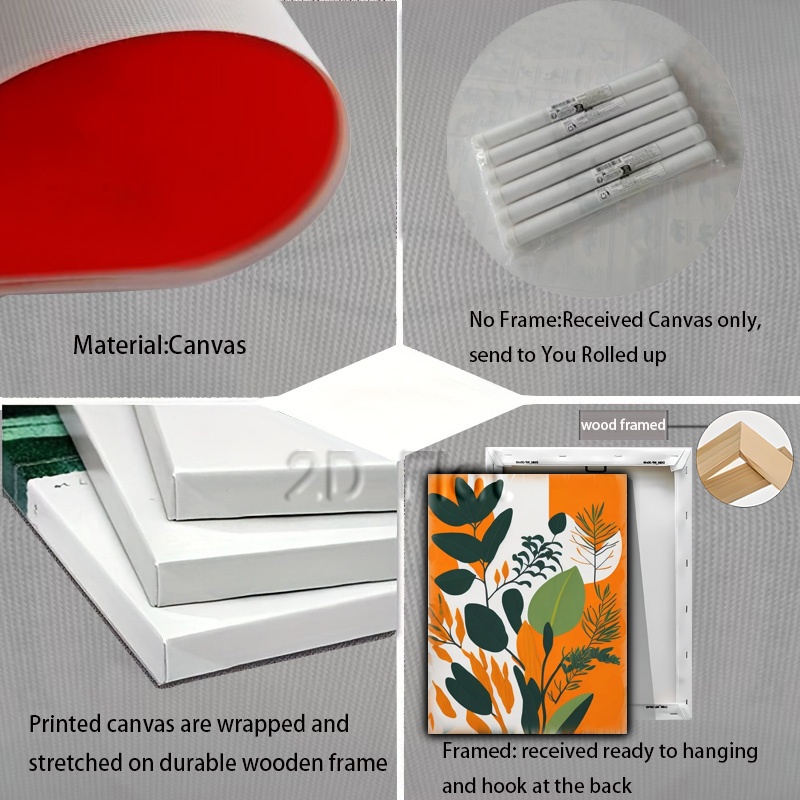 Material:Canvas
No Frame:Received Canvas only,
send to You Rolled up
2D
wood framed
Printed canvas are wrapped and
stretched on durable wooden frame
Framed: received ready to hanging
and hook at the back